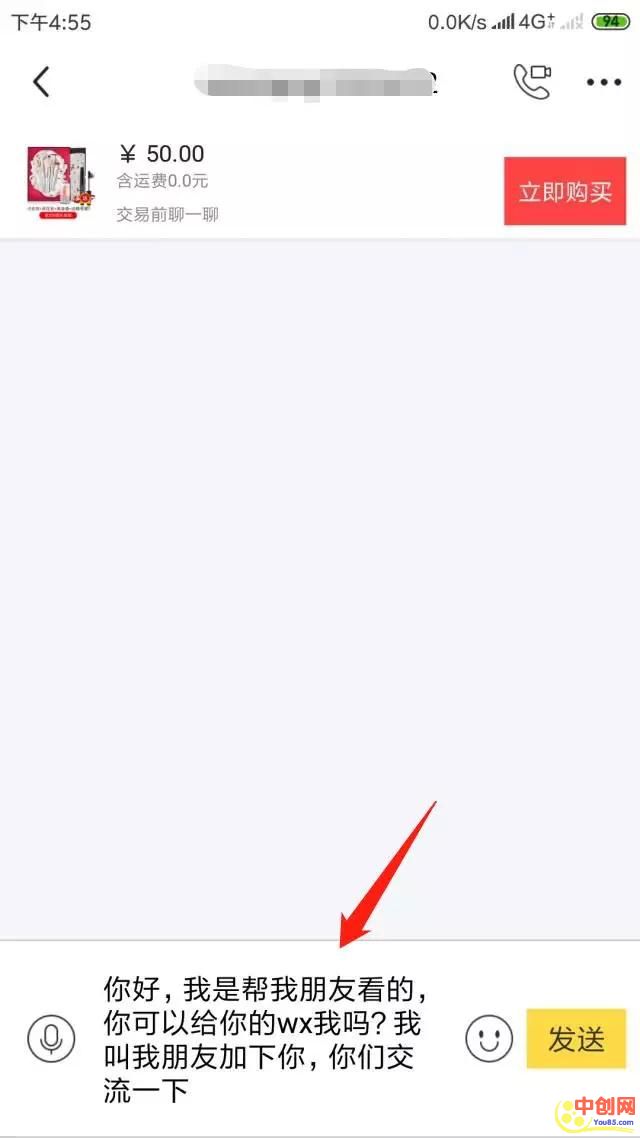 下午4:55
0.0K/s
4G+
94
¥ 50.00
含运费0.0元
交易前聊一聊
立即购买
你好，我是帮我朋友看的，
你可以给你的wx我吗？我
叫我朋友加下你，你们交
流一下
发送
中创网
You85.com